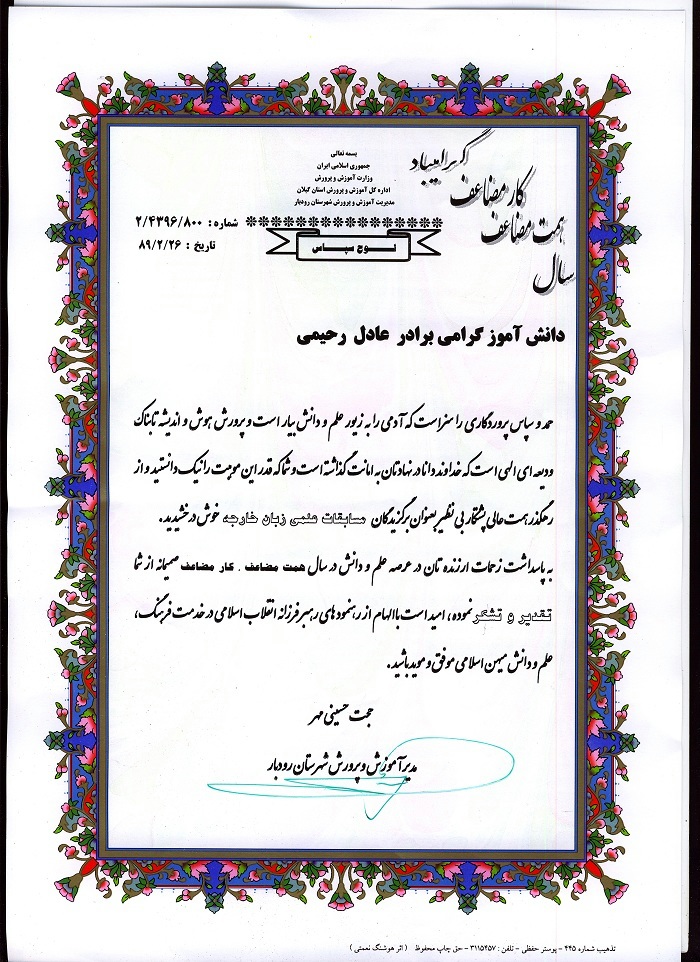 بسمه تعالی
جمهوری اسلامی ایران
وزارت آموزش و پرورش
اداره کل آموزش و پرورش استان گیلان
مدیریت آموزش و پرورش شهرستان رودبار
سال
همت مضاعف
کار مضاعف
گرامیباد
شماره : ۲/۴۳۹۶/۸۰۰
تاریخ : ۸۹/۲/۲۶
لوح سپاس
دانش آموز گرامی برادر عادل رحیمی
حمد و سپاس پروردگاری را سزاست که آدمی را به زیور علم و دانش بیار است و پرورش هوش و اندیشه تابناک
ودیعه ای الهی است که خداوند دانا در نهادتان به امانت گذاشته است و شما که قدر این موهبت را نیک دانستید و از
رهگذر همت عالی پشتکار بی نظیر بعنوان برگزیدگان مسابقات علمی زبان خارجه خوش درخشیدید.
به پاسداشت زحمات ارزنده تان در عرصه علم و دانش در سال همت مضاعف . کار مضاعف صمیمانه از شما
تقدیر و تشکر نموده، امید است با الهام از رهنمودهای رهبر فرزانه انقلاب اسلامی در خدمت فرهنگ،
علم و دانش میهن اسلامی موفق و موید باشید.
حجت حسینی مهر
مدیر آموزش و پرورش شهرستان رودبار
تذهیب شماره ۴۴۵ - پوستر حفظی - تلفن : ۳۱۱۵۴۵۷ - حق چاپ محفوظ ( اثر هوشنگ نعمتی )